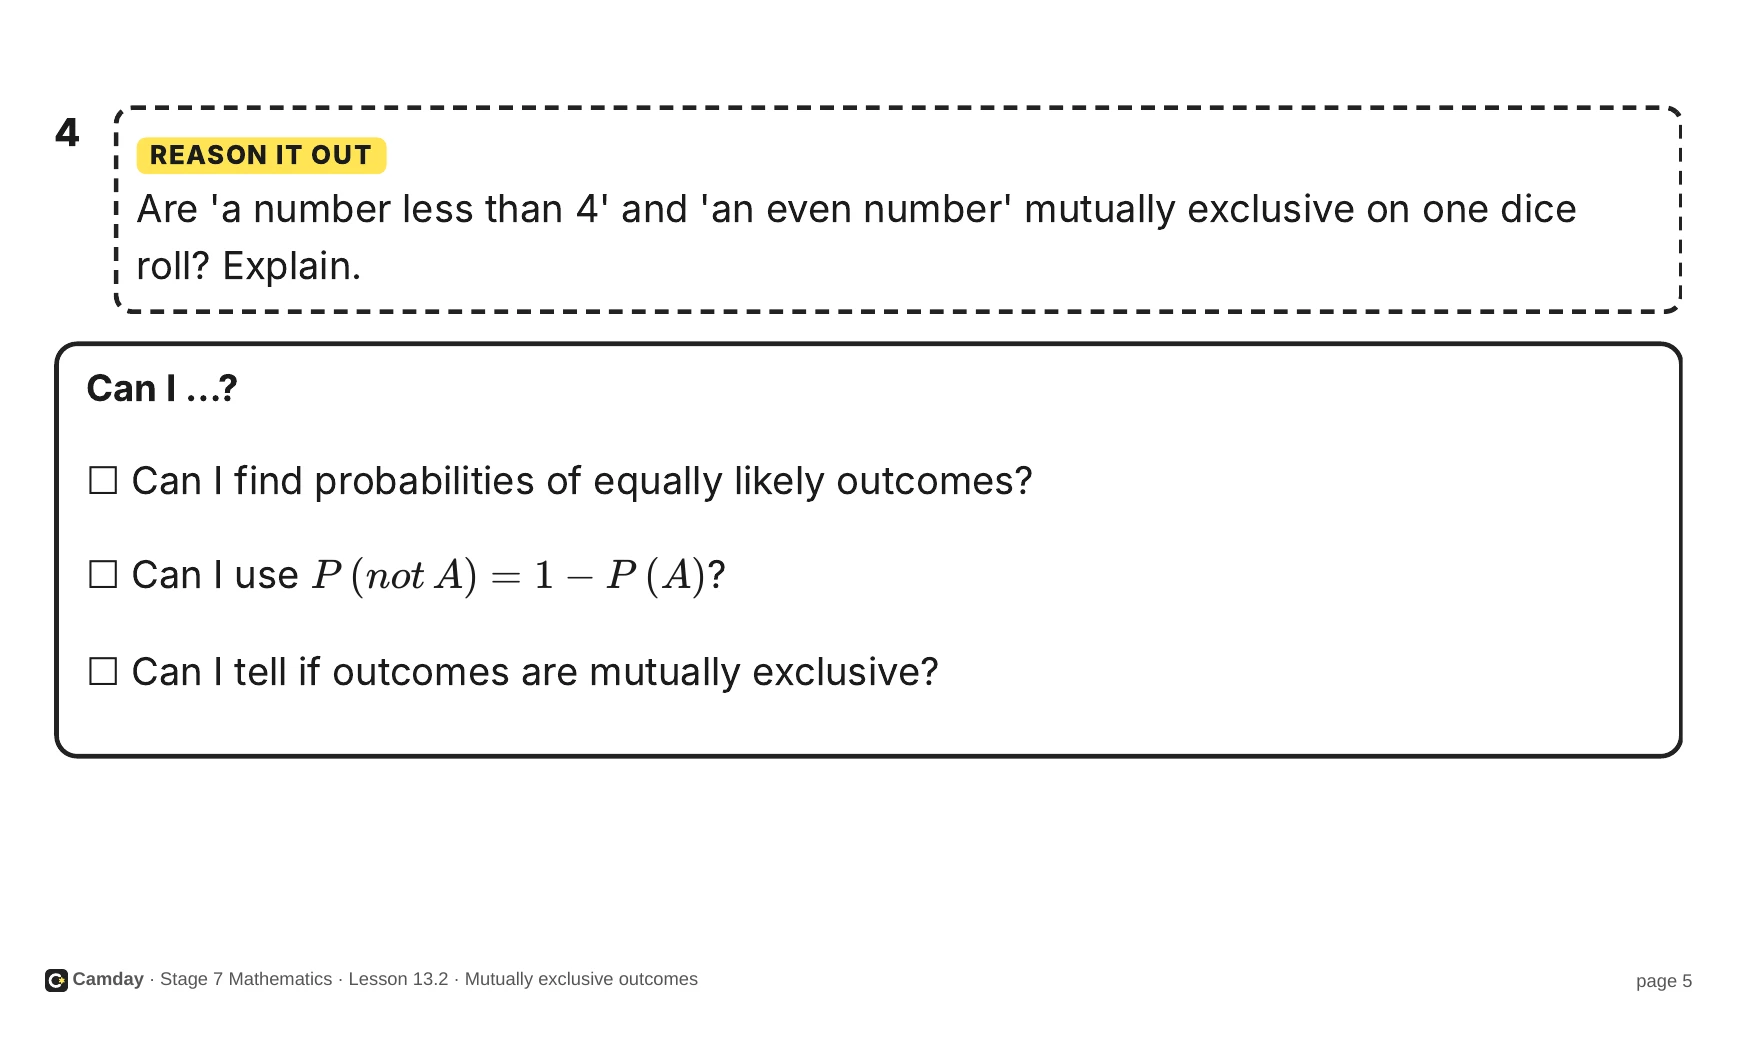 4
REASON IT OUT
Are 'a number less than 4' and 'an even number' mutually exclusive on one dice
roll? Explain.
Can I ...?
☐ Can I find probabilities of equally likely outcomes?
☐ Can I use P (not A) = 1 − P (A)?
☐ Can I tell if outcomes are mutually exclusive?
Camday · Stage 7 Mathematics · Lesson 13.2 · Mutually exclusive outcomes
page 5